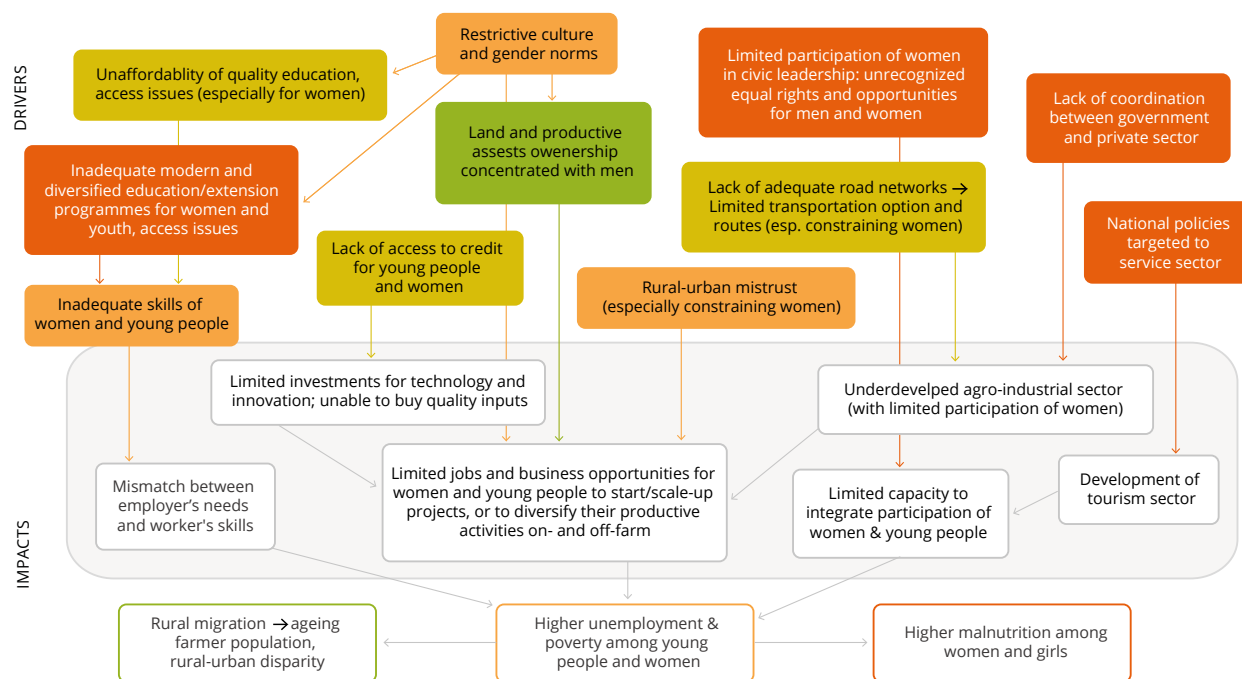 DRIVERS
Restrictive culture
and gender norms
Unaffordablity of quality education,
access issues (especially for women)
Limited participation of women
in civic leadership: unrecognized
equal rights and opportunities
for men and women
Lack of coordination
between government
and private sector
Land and productive
assests owenership
concentrated with men
Inadequate modern and
diversified education/extension
programmes for women and
youth, access issues
Lack of adequate road networks →
Limited transportation option and
routes (esp. constraining women)
National policies
targeted to
service sector
Lack of access to credit
for young people
and women
Rural-urban mistrust
(especially constraining women)
Inadequate skills of
women and young people
IMPACTS
Limited investments for technology and
innovation; unable to buy quality inputs
Underdevelped agro-industrial sector
(with limited participation of women)
Mismatch between
employer's needs
and worker's skills
Limited jobs and business opportunities for
women and young people to start/scale-up
projects, or to diversify their productive
activities on- and off-farm
Limited capacity to
integrate participation of
women & young people
Development of
tourism sector
Rural migration → ageing
farmer population,
rural-urban disparity
Higher unemployment &
poverty among young
people and women
Higher malnutrition among
women and girls